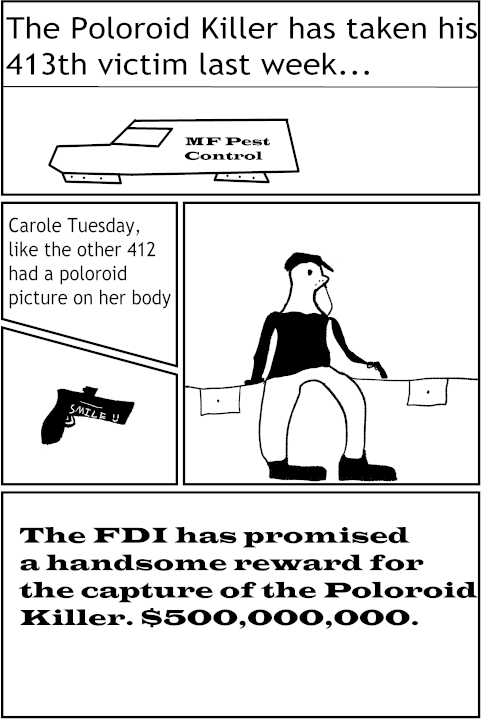 The Poloroid Killer has taken his
413th victim last week...
MF Pest
Control
Carole Tuesday,
like the other 412
had a poloroid
picture on her body
SMILE !!
The FDI has promised
a handsome reward for
the capture of the Poloroid
Killer. $500,000,000.